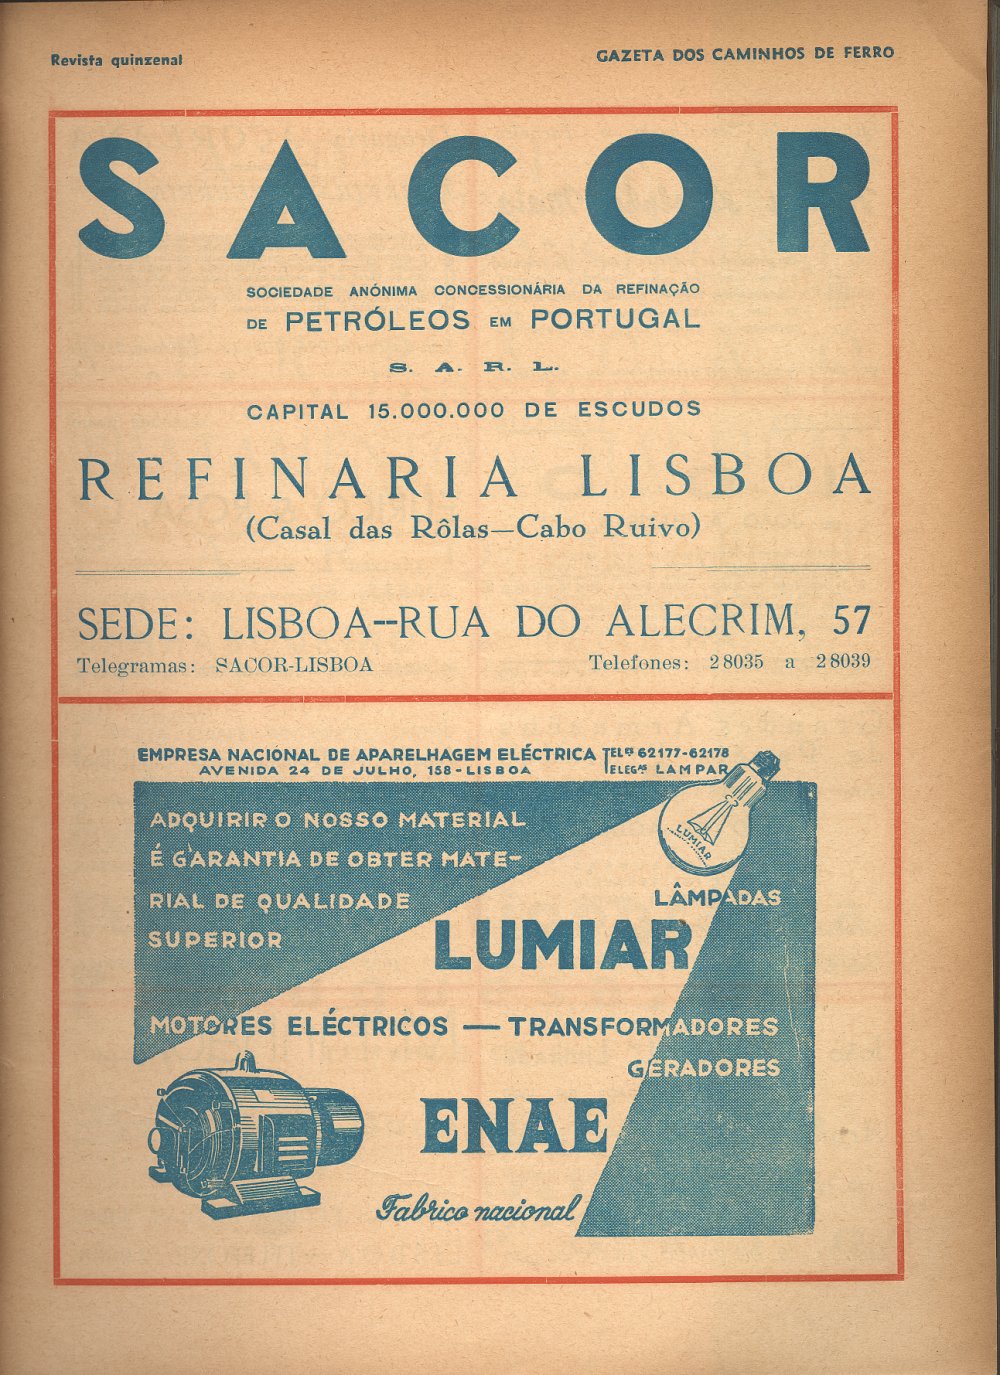 Revista quinzenal
GAZETA DOS CAMINHOS DE FERRO
SACOR
SOCIEDADE ANÓNIMA CONCESSIONÁRIA DA REFINAÇÃO
DE PETRÓLEOS EM PORTUGAL
S. A. R. L.
CAPITAL 15.000.000 DE ESCUDOS
REFINARIA LISBOA
(Casal das Rôlas—Cabo Ruivo)
SEDE: LISBOA--RUA DO ALECRIM, 57
Telegramas: SACOR-LISBOA
Telefones: 28035 a 28039
EMPRESA NACIONAL DE APARELHAGEM ELÉCTRICA
AVENIDA 24 DE JULHO, 158-LISBOA
TELᵉˢ 62177-62178
TELEGᵃˢ LAMPAR
ADQUIRIR O NOSSO MATERIAL
É GARANTIA DE OBTER MATE-
RIAL DE QUALIDADE
SUPERIOR
LUMIAR
LÂMPADAS
LUMIAR
MOTORES ELÉCTRICOS — TRANSFORMADORES
GERADORES
ENAE
Fabrico nacional